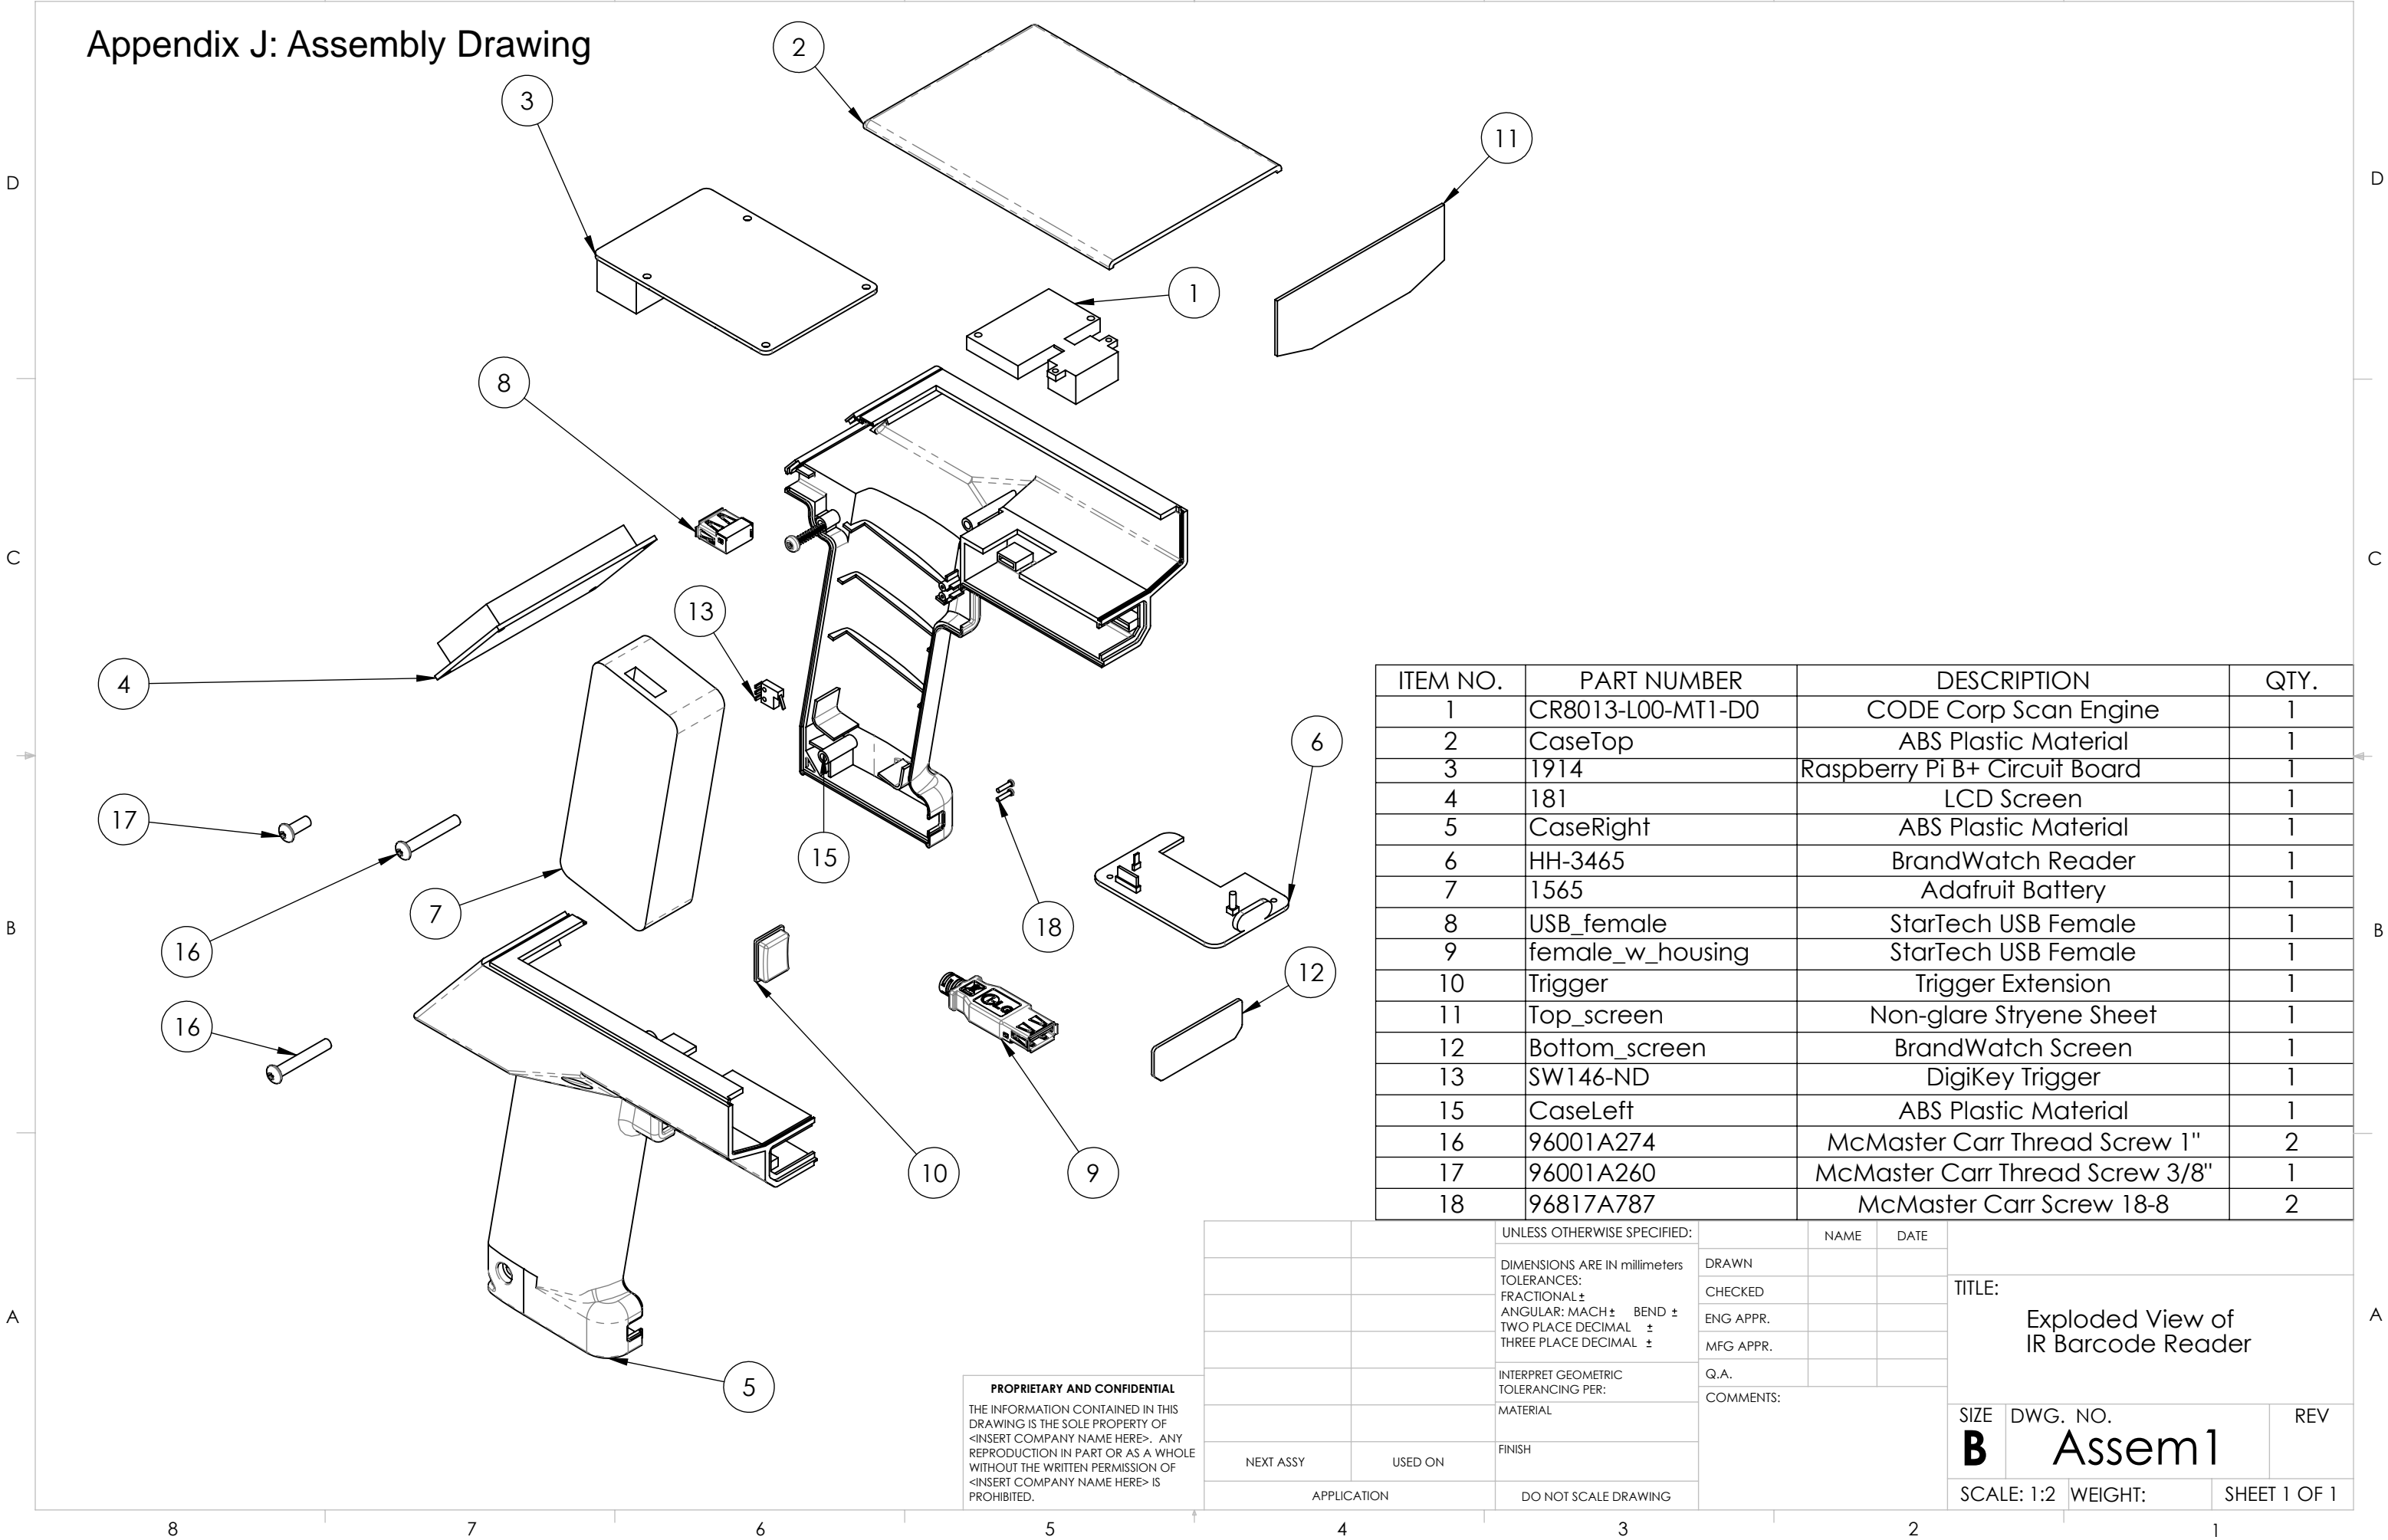 Appendix J: Assembly Drawing
2
3
11
1
8
13
4
6
17
15
7
18
16
12
16
10
9
5
D
D
C
C
B
B
A
A
ITEM NO. PART NUMBER DESCRIPTION QTY.
1 CR8013-L00-MT1-D0 CODE Corp Scan Engine 1
2 CaseTop ABS Plastic Material 1
3 1914 Raspberry Pi B+ Circuit Board 1
4 181 LCD Screen 1
5 CaseRight ABS Plastic Material 1
6 HH-3465 BrandWatch Reader 1
7 1565 Adafruit Battery 1
8 USB_female StarTech USB Female 1
9 female_w_housing StarTech USB Female 1
10 Trigger Trigger Extension 1
11 Top_screen Non-glare Stryene Sheet 1
12 Bottom_screen BrandWatch Screen 1
13 SW146-ND DigiKey Trigger 1
15 CaseLeft ABS Plastic Material 1
16 96001A274 McMaster Carr Thread Screw 1" 2
17 96001A260 McMaster Carr Thread Screw 3/8" 1
18 96817A787 McMaster Carr Screw 18-8 2
PROPRIETARY AND CONFIDENTIAL
THE INFORMATION CONTAINED IN THIS
DRAWING IS THE SOLE PROPERTY OF
<INSERT COMPANY NAME HERE>. ANY
REPRODUCTION IN PART OR AS A WHOLE
WITHOUT THE WRITTEN PERMISSION OF
<INSERT COMPANY NAME HERE> IS
PROHIBITED.
NEXT ASSY USED ON
APPLICATION
UNLESS OTHERWISE SPECIFIED:
DIMENSIONS ARE IN millimeters
TOLERANCES:
FRACTIONAL ±
ANGULAR: MACH ± BEND ±
TWO PLACE DECIMAL ±
THREE PLACE DECIMAL ±
INTERPRET GEOMETRIC
TOLERANCING PER:
MATERIAL
FINISH
DO NOT SCALE DRAWING
NAME DATE
DRAWN
CHECKED
ENG APPR.
MFG APPR.
Q.A.
COMMENTS:
TITLE:
Exploded View of
IR Barcode Reader
SIZE DWG. NO. REV
B Assem1
SCALE: 1:2 WEIGHT: SHEET 1 OF 1
8 7 6 5 4 3 2 1